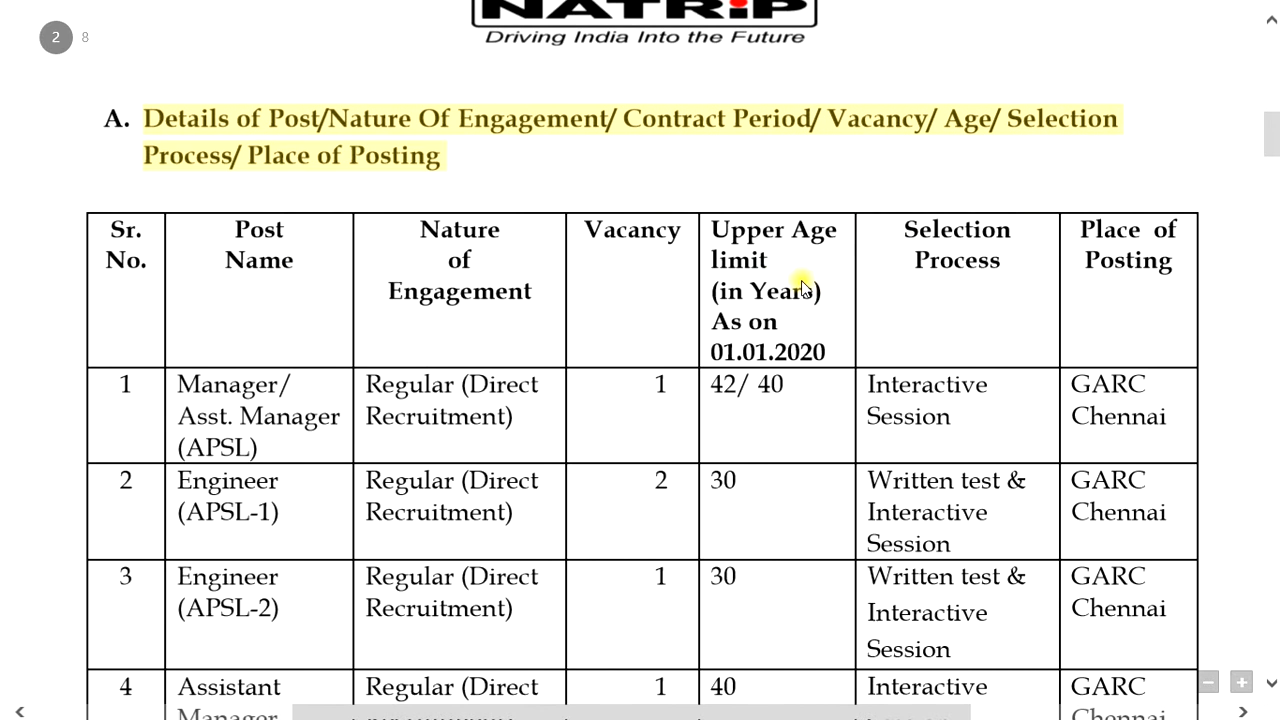 NATRiP
Driving India Into the Future
2 8
A. Details of Post/Nature Of Engagement/ Contract Period/ Vacancy/ Age/ Selection
Process/ Place of Posting
Sr. No. Post Name Nature of Engagement Vacancy Upper Age limit (in Years) As on 01.01.2020 Selection Process Place of Posting
1 Manager/ Asst. Manager (APSL) Regular (Direct Recruitment) 1 42/ 40 Interactive Session GARC Chennai
2 Engineer (APSL-1) Regular (Direct Recruitment) 2 30 Written test & Interactive Session GARC Chennai
3 Engineer (APSL-2) Regular (Direct Recruitment) 1 30 Written test & Interactive Session GARC Chennai
4 Assistant Manager Regular (Direct 1 40 Interactive GARC Chennai